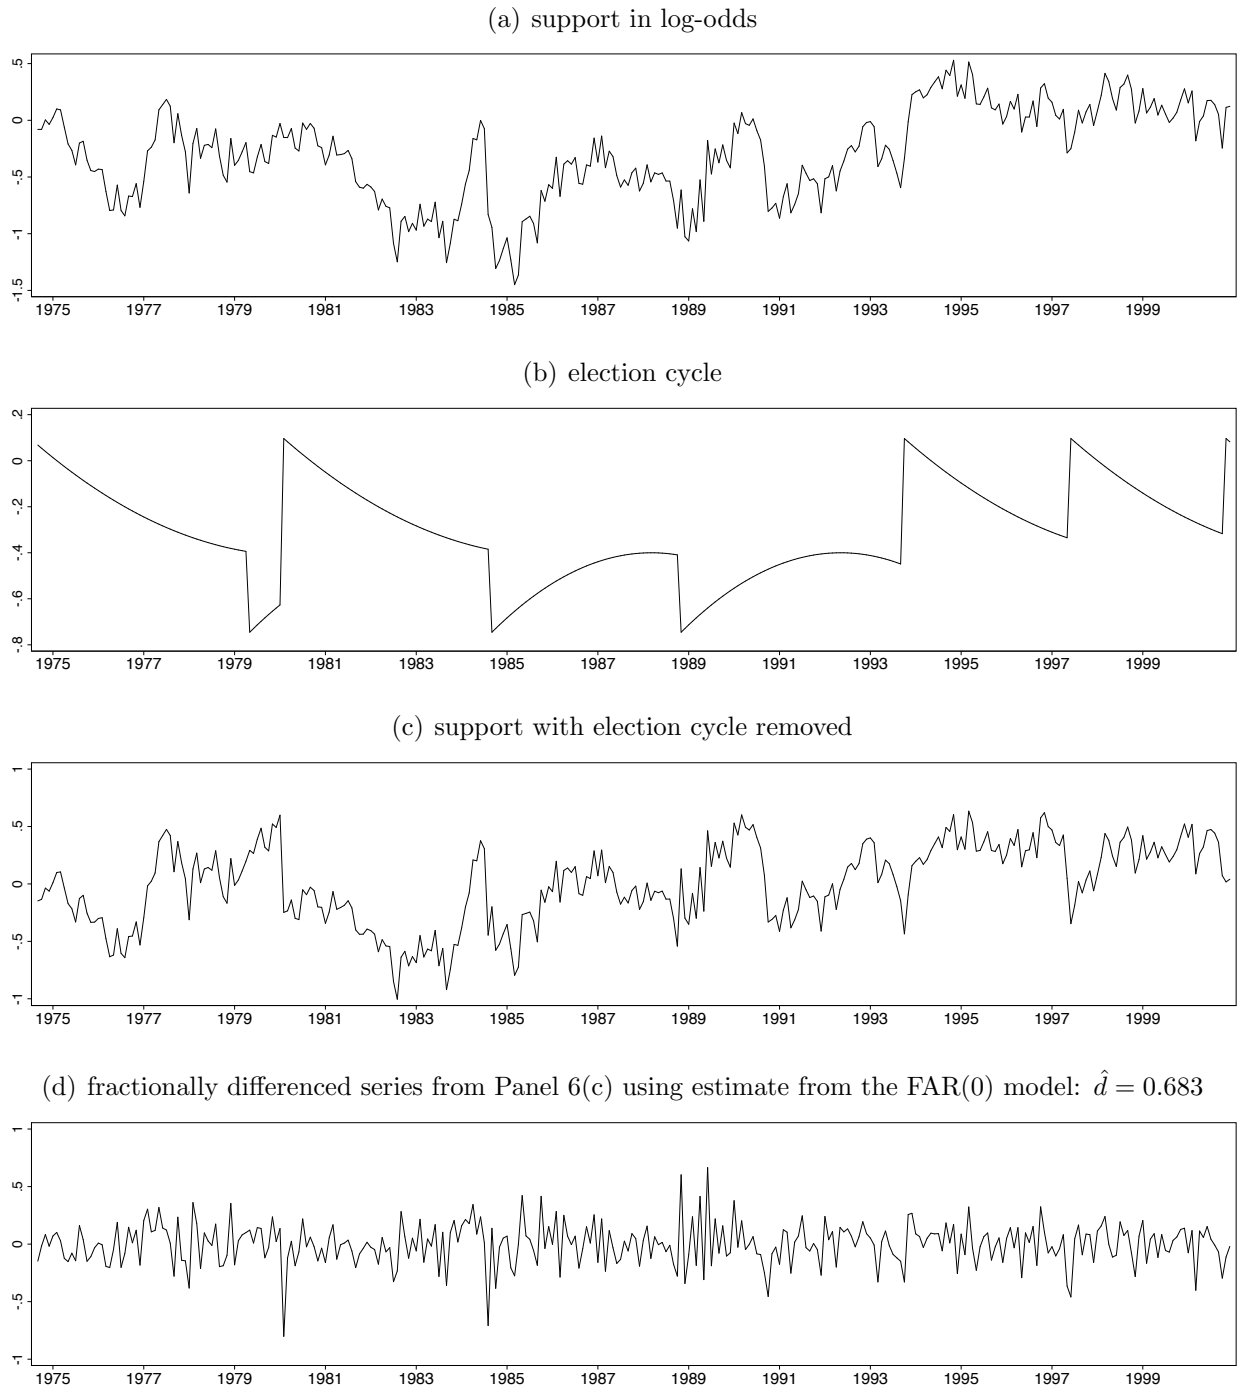 (a) support in log-odds
.5
0
-.5
-1
-1.5
1975 1977 1979 1981 1983 1985 1987 1989 1991 1993 1995 1997 1999
(b) election cycle
.2
0
-.2
-.4
-.6
-.8
1975 1977 1979 1981 1983 1985 1987 1989 1991 1993 1995 1997 1999
(c) support with election cycle removed
1
.5
0
-.5
-1
1975 1977 1979 1981 1983 1985 1987 1989 1991 1993 1995 1997 1999
(d) fractionally differenced series from Panel 6(c) using estimate from the FAR(0) model: d̂ = 0.683
1
.5
0
-.5
-1
1975 1977 1979 1981 1983 1985 1987 1989 1991 1993 1995 1997 1999